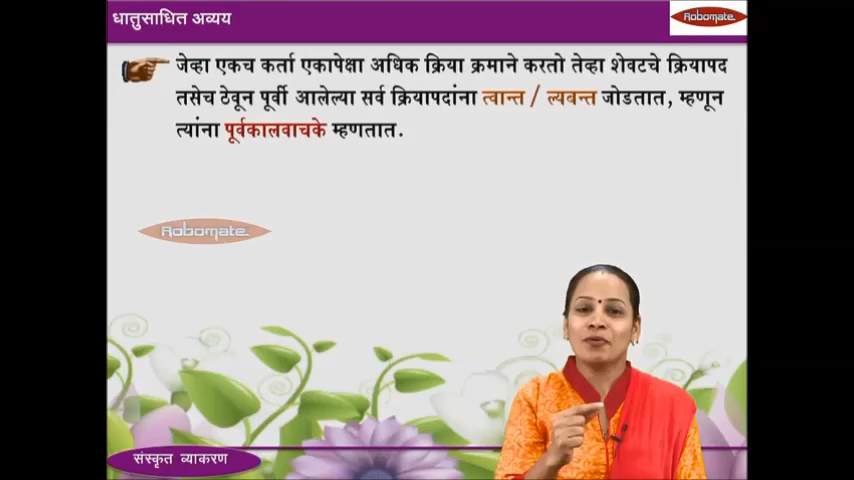 धातुसाधित अव्यय
Robomate
जेव्हा एकच कर्ता एकापेक्षा अधिक क्रिया क्रमाने करतो तेव्हा शेवटचे क्रियापद
तसेच ठेवून पूर्वी आलेल्या सर्व क्रियापदांना त्वान्त / ल्यबन्त जोडतात, म्हणून
त्यांना पूर्वकालवाचके म्हणतात.
Robomate
संस्कृत व्याकरण